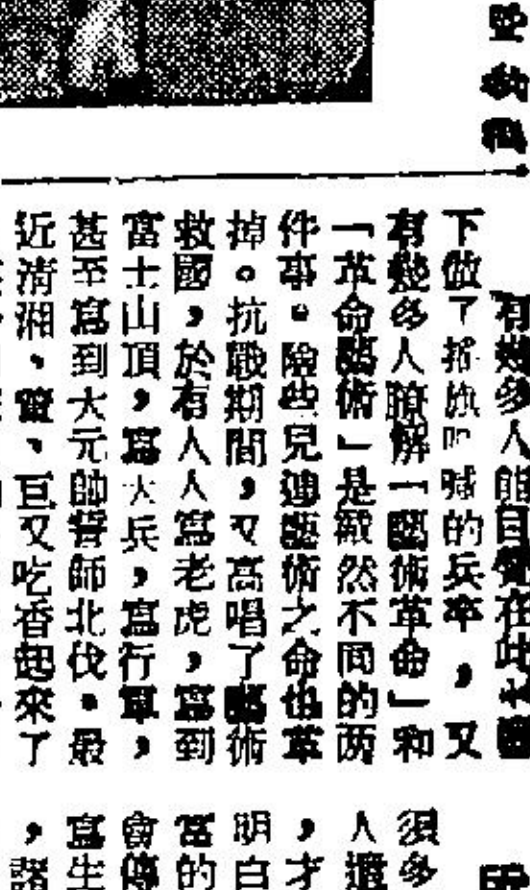 有幾多人能自覺在此
下做了搖旗吶喊的兵卒，又
有幾多人瞭解「藝術革命」和
「革命藝術」是截然不同的两
件事。險些兒連藝術之命也革
掉。抗戰期間，又高唱了藝術
救國，於有人人寫老虎，寫到
富士山頂，寫大兵，寫行軍，
甚至寫到大元帥誓師北伐。最
近清湘、亘又吃香起來了
須多
人還
，才
明白
當的
會傳
寫生
，諸